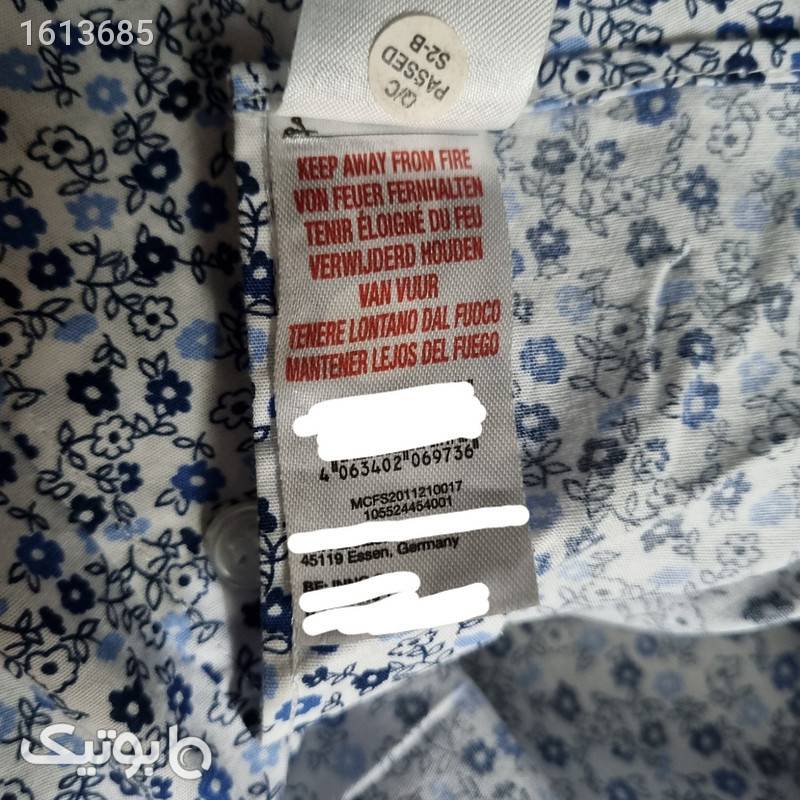 1613685
Q/C
PASSED
S2-B
KEEP AWAY FROM FIRE
VON FEUER FERNHALTEN
TENIR ÉLOIGNÉ DU FEU
VERWIJDERD HOUDEN
VAN VUUR
TENERE LONTANO DAL FUOCO
MANTENER LEJOS DEL FUEGO
4 063402 069736
MCFS2011210017
105524454001
45119 Essen, Germany
مابوتیک